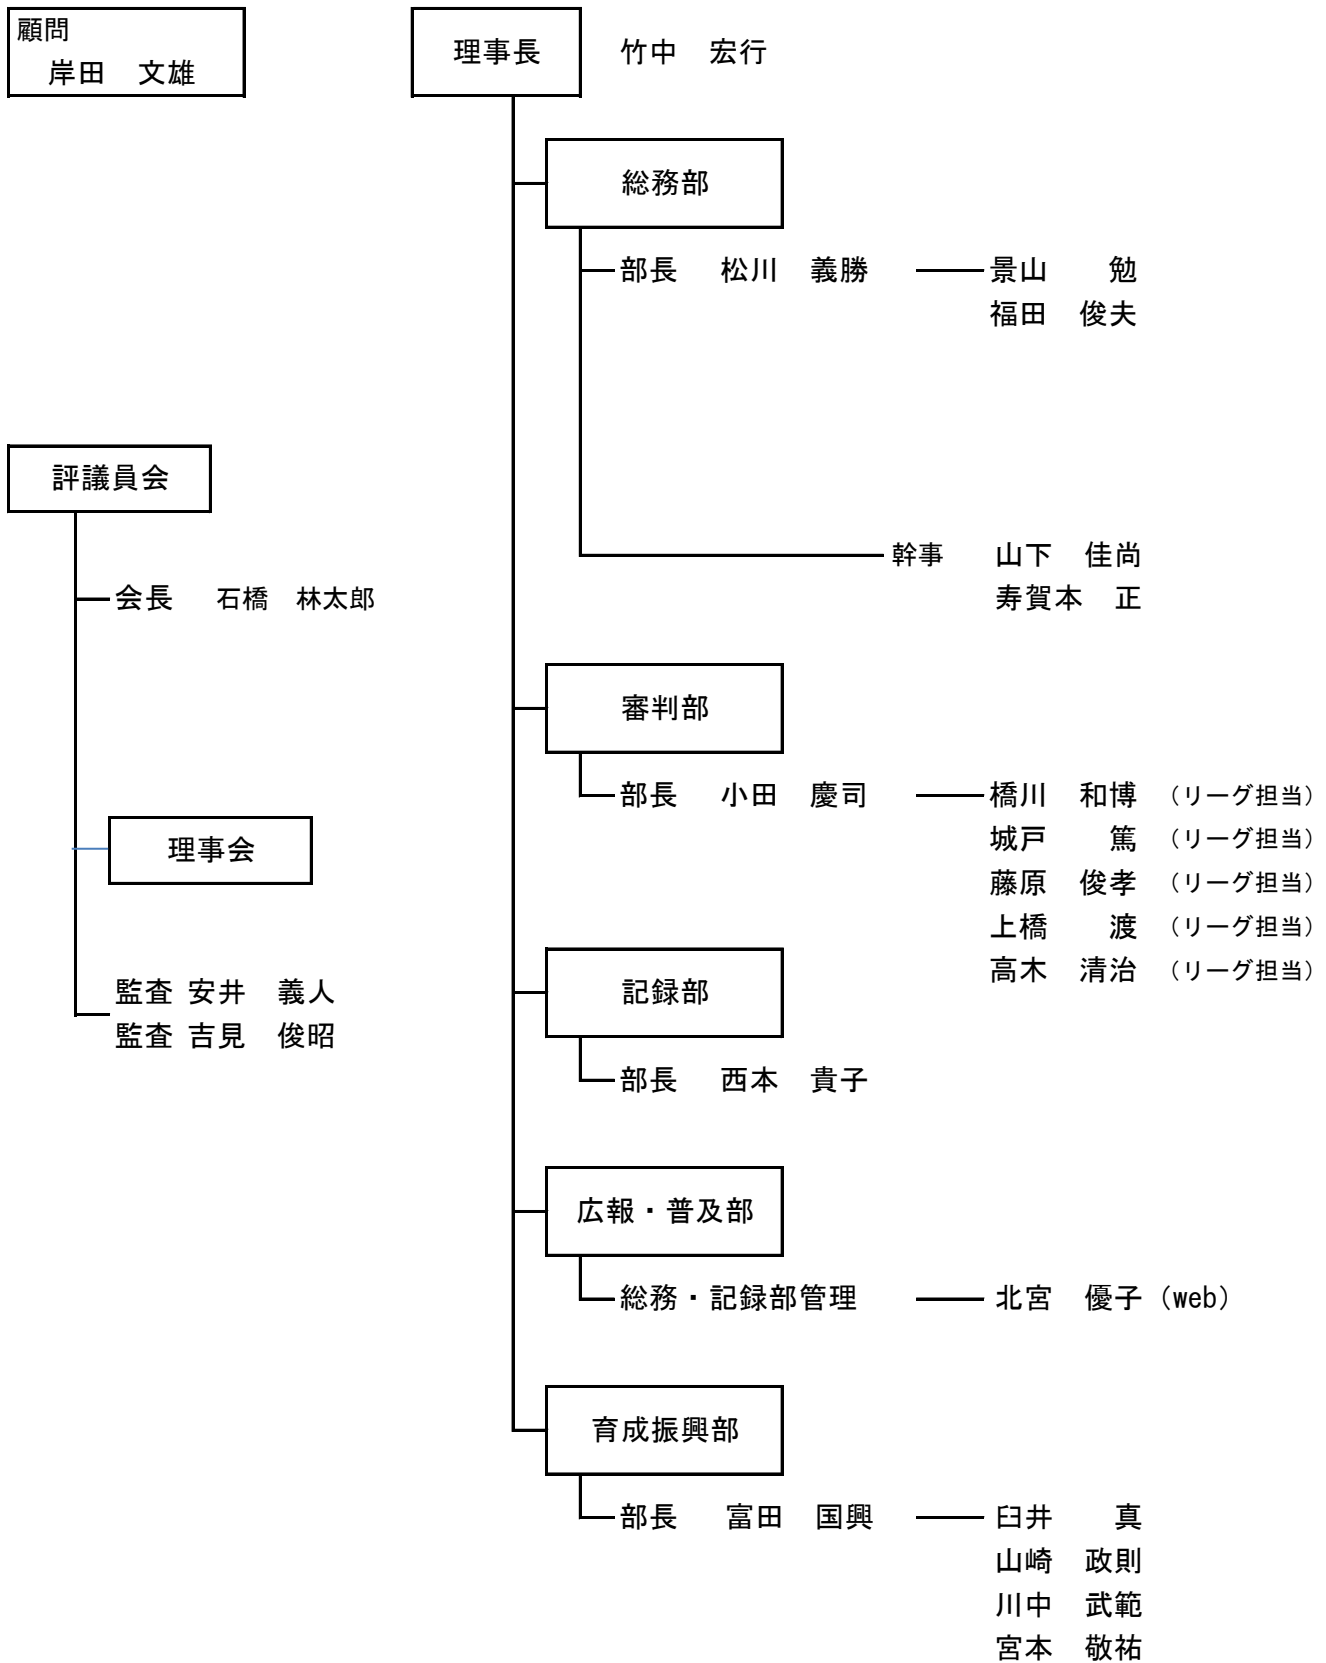 顧問
岸田　文雄
理事長　竹中　宏行
総務部
部長　松川　義勝　景山　勉
福田　俊夫
評議員会
幹事　山下　佳尚
会長　石橋　林太郎
寿賀本　正
審判部
部長　小田　慶司　橋川　和博　（リーグ担当）
城戸　篤　（リーグ担当）
理事会
藤原　俊孝　（リーグ担当）
上橋　渡　（リーグ担当）
高木　清治　（リーグ担当）
記録部
監査 安井　義人
監査 吉見　俊昭
部長　西本　貴子
広報・普及部
総務・記録部管理　北宮　優子（web）
育成振興部
部長　富田　国興　臼井　真
山崎　政則
川中　武範
宮本　敬祐